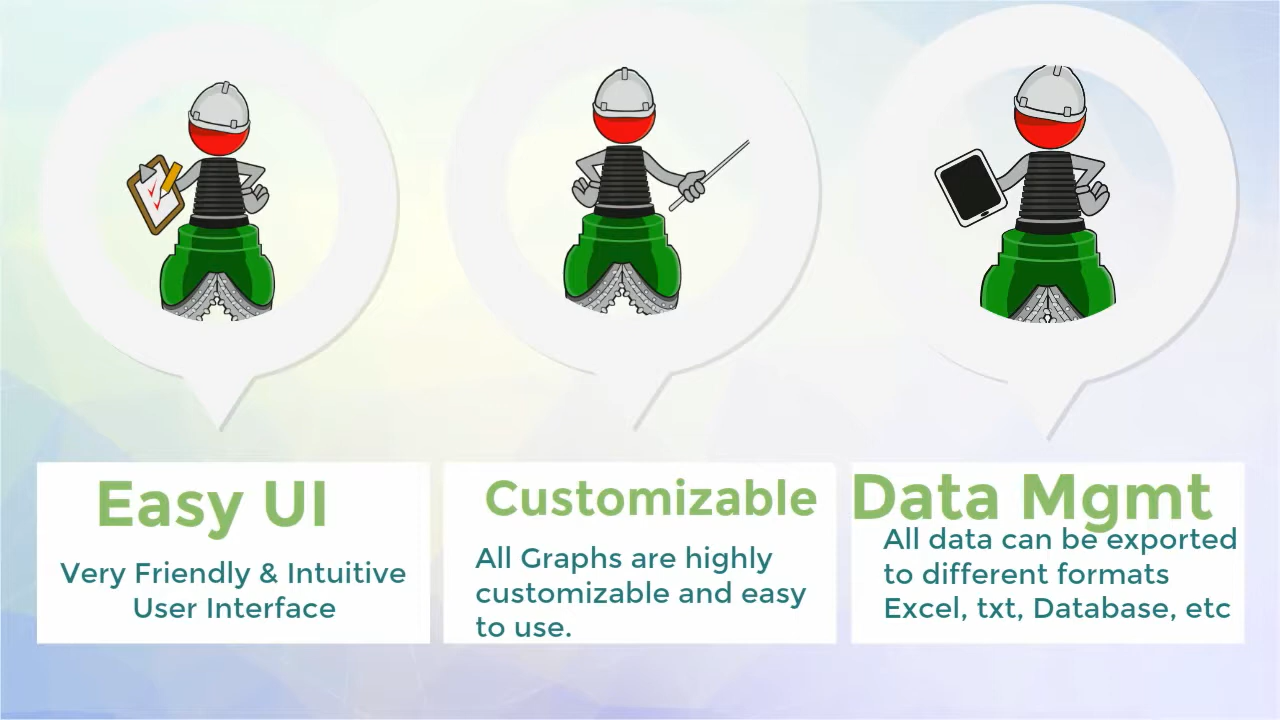 Easy UI
Very Friendly & Intuitive
User Interface
Customizable
All Graphs are highly
customizable and easy
to use.
Data Mgmt
All data can be exported
to different formats
Excel, txt, Database, etc